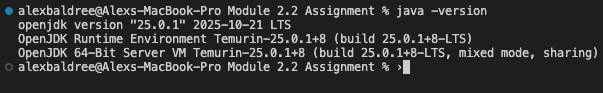 alexbaldree@Alexs-MacBook-Pro Module 2.2 Assignment % java -version
openjdk version "25.0.1" 2025-10-21 LTS
OpenJDK Runtime Environment Temurin-25.0.1+8 (build 25.0.1+8-LTS)
OpenJDK 64-Bit Server VM Temurin-25.0.1+8 (build 25.0.1+8-LTS, mixed mode, sharing)
alexbaldree@Alexs-MacBook-Pro Module 2.2 Assignment % ›